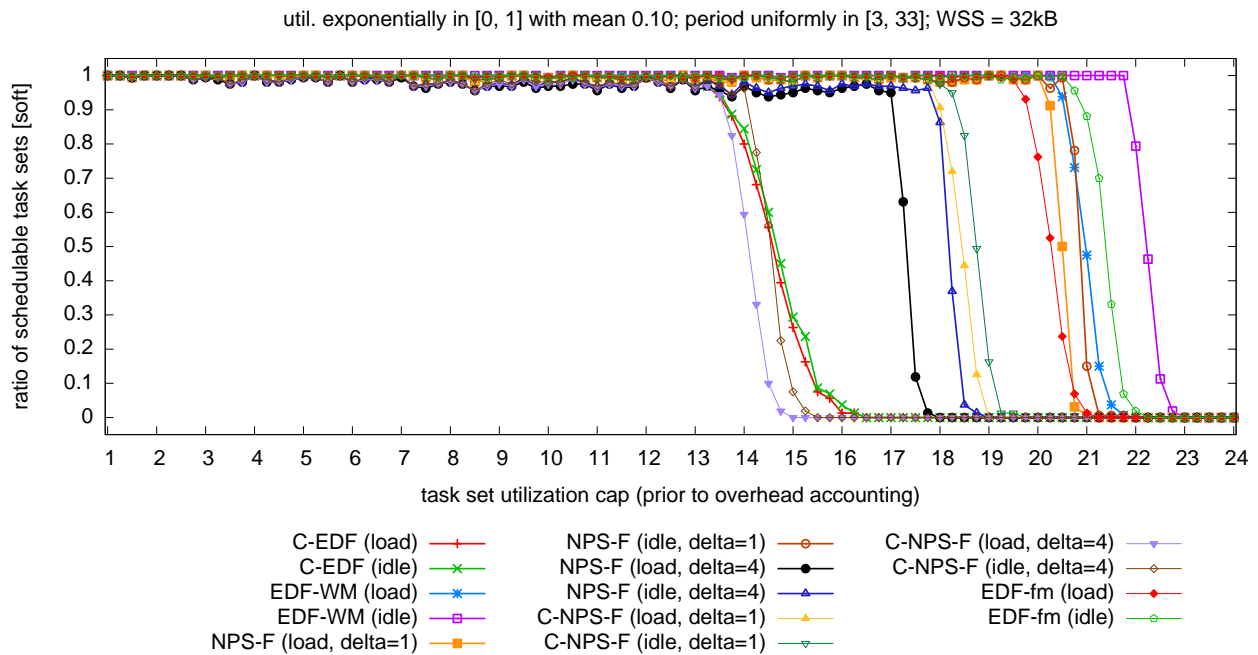 util. exponentially in [0, 1] with mean 0.10; period uniformly in [3, 33]; WSS = 32kB
ratio of schedulable task sets [soft]
1
0.9
0.8
0.7
0.6
0.5
0.4
0.3
0.2
0.1
0
1 2 3 4 5 6 7 8 9 10 11 12 13 14 15 16 17 18 19 20 21 22 23 24
task set utilization cap (prior to overhead accounting)
C-EDF (load)
C-EDF (idle)
EDF-WM (load)
EDF-WM (idle)
NPS-F (load, delta=1)
NPS-F (idle, delta=1)
NPS-F (load, delta=4)
NPS-F (idle, delta=4)
C-NPS-F (load, delta=1)
C-NPS-F (idle, delta=1)
C-NPS-F (load, delta=4)
C-NPS-F (idle, delta=4)
EDF-fm (load)
EDF-fm (idle)